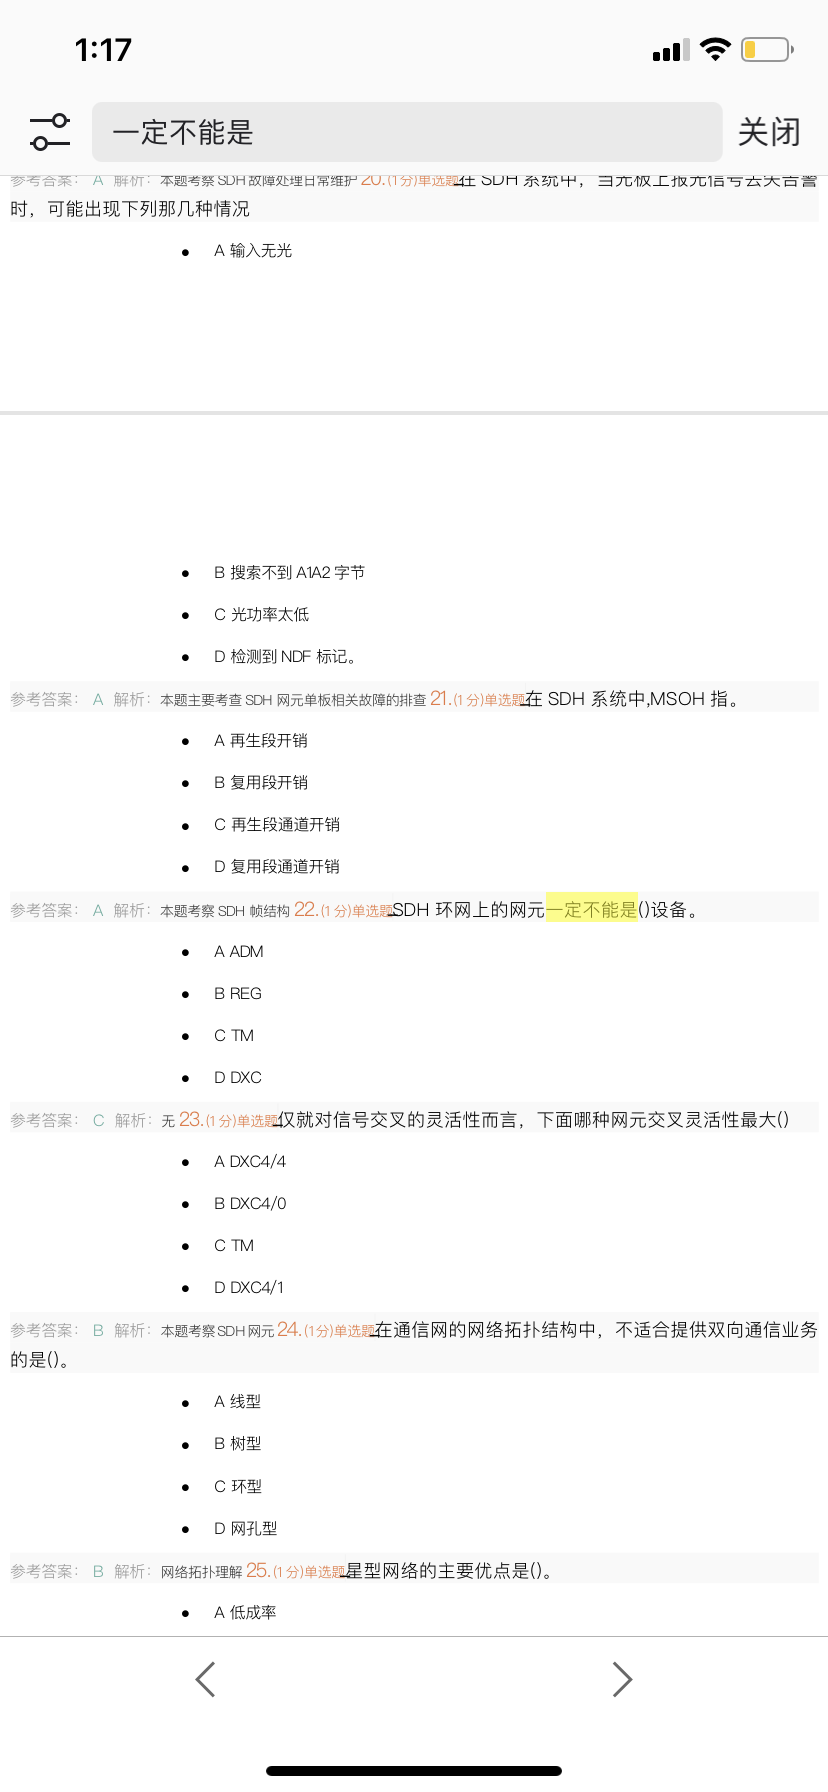 1:17
一定不能是
关闭
参考答案： A 解析：本题考察 SDH 故障处理日常维护 20.(1 分)单选题 在 SDH 系统中，当光板上报光信号丢失告警
时，可能出现下列那几种情况
● A 输入无光
● B 搜索不到 A1A2 字节
● C 光功率太低
● D 检测到 NDF 标记。
参考答案： A 解析：本题主要考查 SDH 网元单板相关故障的排查 21.(1 分)单选题 在 SDH 系统中,MSOH 指。
● A 再生段开销
● B 复用段开销
● C 再生段通道开销
● D 复用段通道开销
参考答案： A 解析：本题考察 SDH 帧结构 22.(1 分)单选题 SDH 环网上的网元一定不能是()设备。
● A ADM
● B REG
● C TM
● D DXC
参考答案： C 解析：无 23.(1 分)单选题 仅就对信号交叉的灵活性而言，下面哪种网元交叉灵活性最大()
● A DXC4/4
● B DXC4/0
● C TM
● D DXC4/1
参考答案： B 解析：本题考察 SDH 网元 24.(1 分)单选题 在通信网的网络拓扑结构中，不适合提供双向通信业务
的是()。
● A 线型
● B 树型
● C 环型
● D 网孔型
参考答案： B 解析：网络拓扑理解 25.(1 分)单选题 星型网络的主要优点是()。
● A 低成率